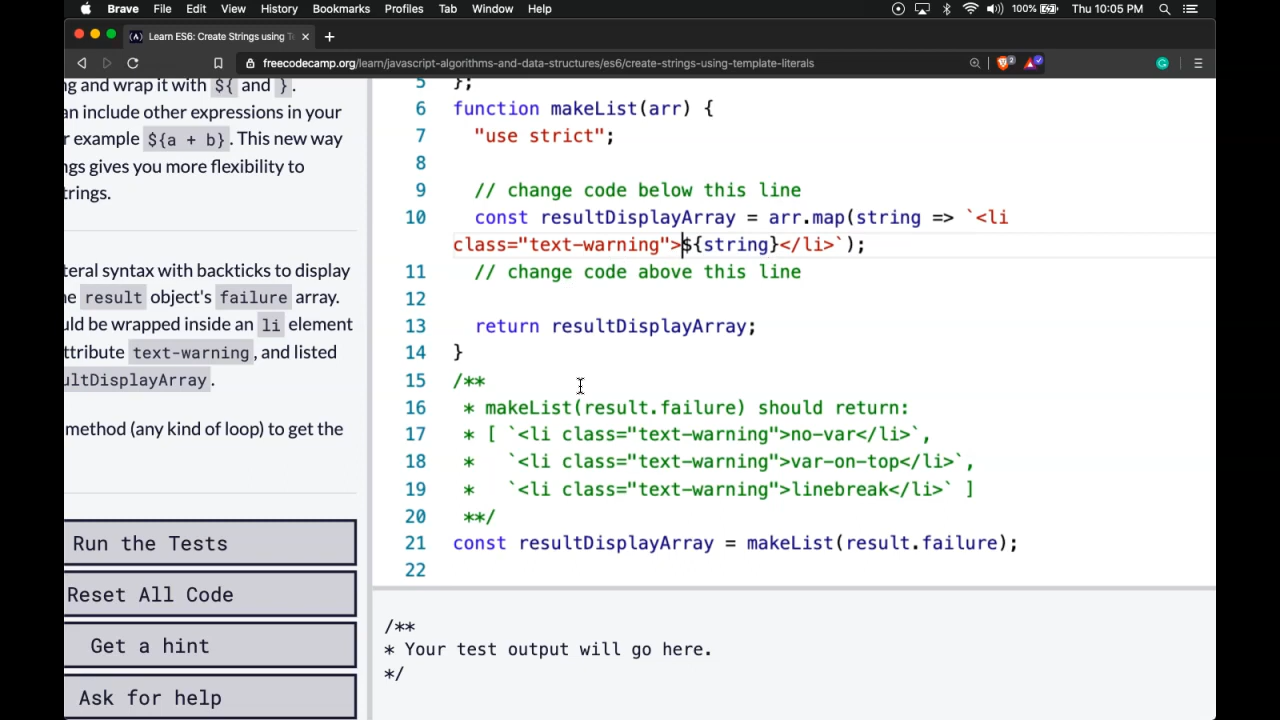 Brave File Edit View History Bookmarks Profiles Tab Window Help 100% Thu 10:05 PM
Learn ES6: Create Strings using Te
freecodecamp.org/learn/javascript-algorithms-and-data-structures/es6/create-strings-using-template-literals
ng and wrap it with ${ and }.
an include other expressions in your
r example ${a + b}. This new way
ngs gives you more flexibility to
trings.
teral syntax with backticks to display
he result object's failure array.
uld be wrapped inside an li element
ttribute text-warning, and listed
ultDisplayArray.
method (any kind of loop) to get the
Run the Tests
Reset All Code
Get a hint
Ask for help
5 };
6 function makeList(arr) {
7 "use strict";
8
9 // change code below this line
10 const resultDisplayArray = arr.map(string => `<li
class="text-warning">${string}</li>`);
11 // change code above this line
12
13 return resultDisplayArray;
14 }
15 /**
16 * makeList(result.failure) should return:
17 * [ `<li class="text-warning">no-var</li>`,
18 * `<li class="text-warning">var-on-top</li>`,
19 * `<li class="text-warning">linebreak</li>` ]
20 **/
21 const resultDisplayArray = makeList(result.failure);
22
/**
* Your test output will go here.
*/